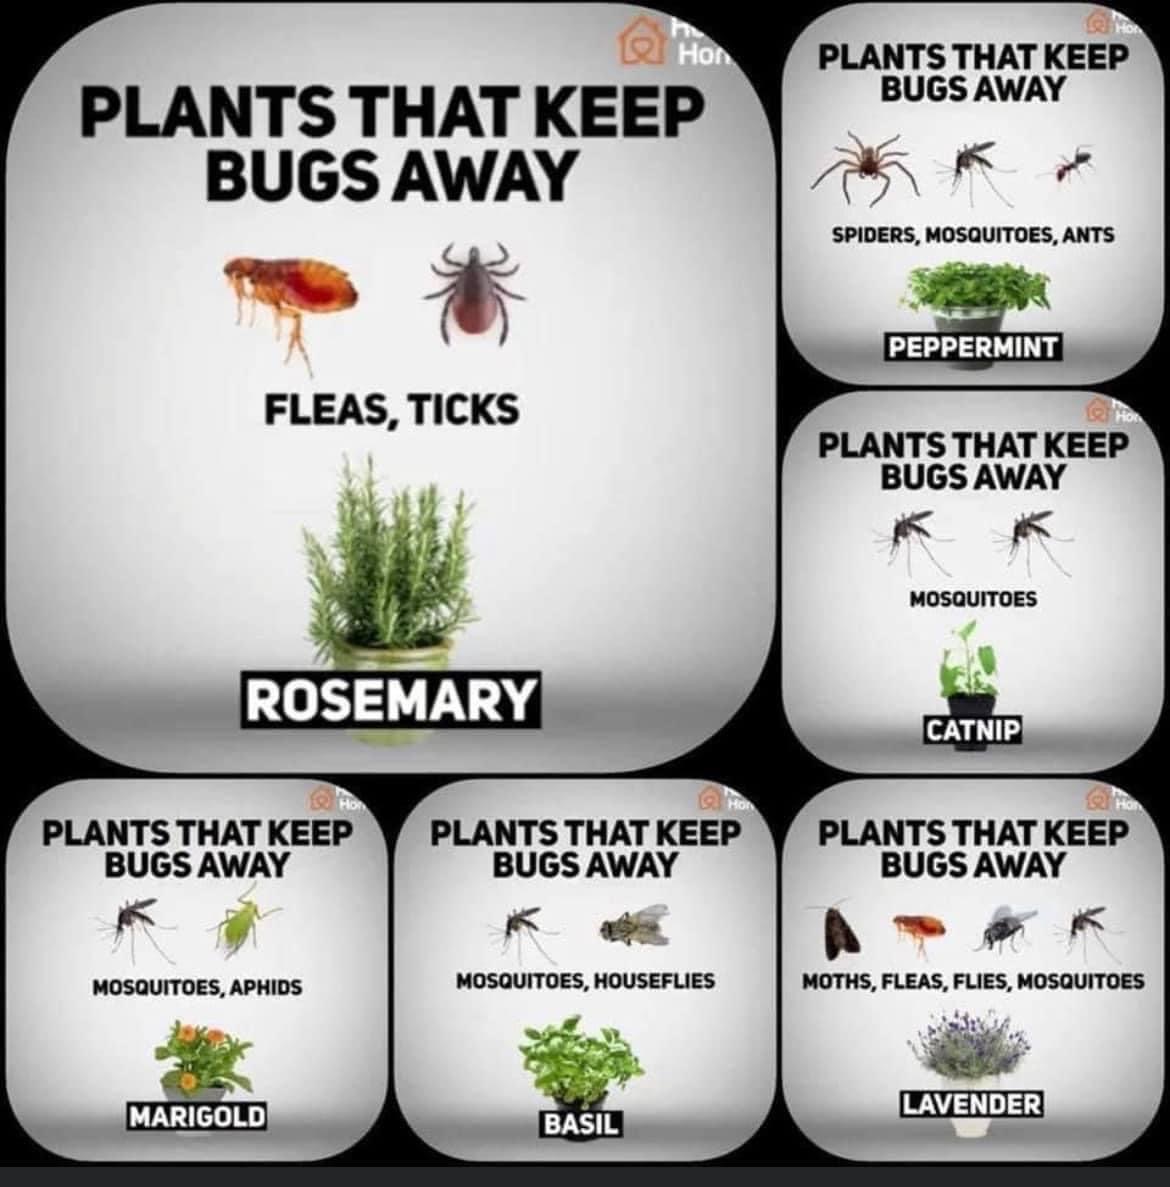 Hon
PLANTS THAT KEEP
BUGS AWAY
FLEAS, TICKS
ROSEMARY
Hon
PLANTS THAT KEEP
BUGS AWAY
SPIDERS, MOSQUITOES, ANTS
PEPPERMINT
Hon
PLANTS THAT KEEP
BUGS AWAY
MOSQUITOES
CATNIP
Hon
PLANTS THAT KEEP
BUGS AWAY
MOSQUITOES, APHIDS
MARIGOLD
Hon
PLANTS THAT KEEP
BUGS AWAY
MOSQUITOES, HOUSEFLIES
BASIL
Hon
PLANTS THAT KEEP
BUGS AWAY
MOTHS, FLEAS, FLIES, MOSQUITOES
LAVENDER